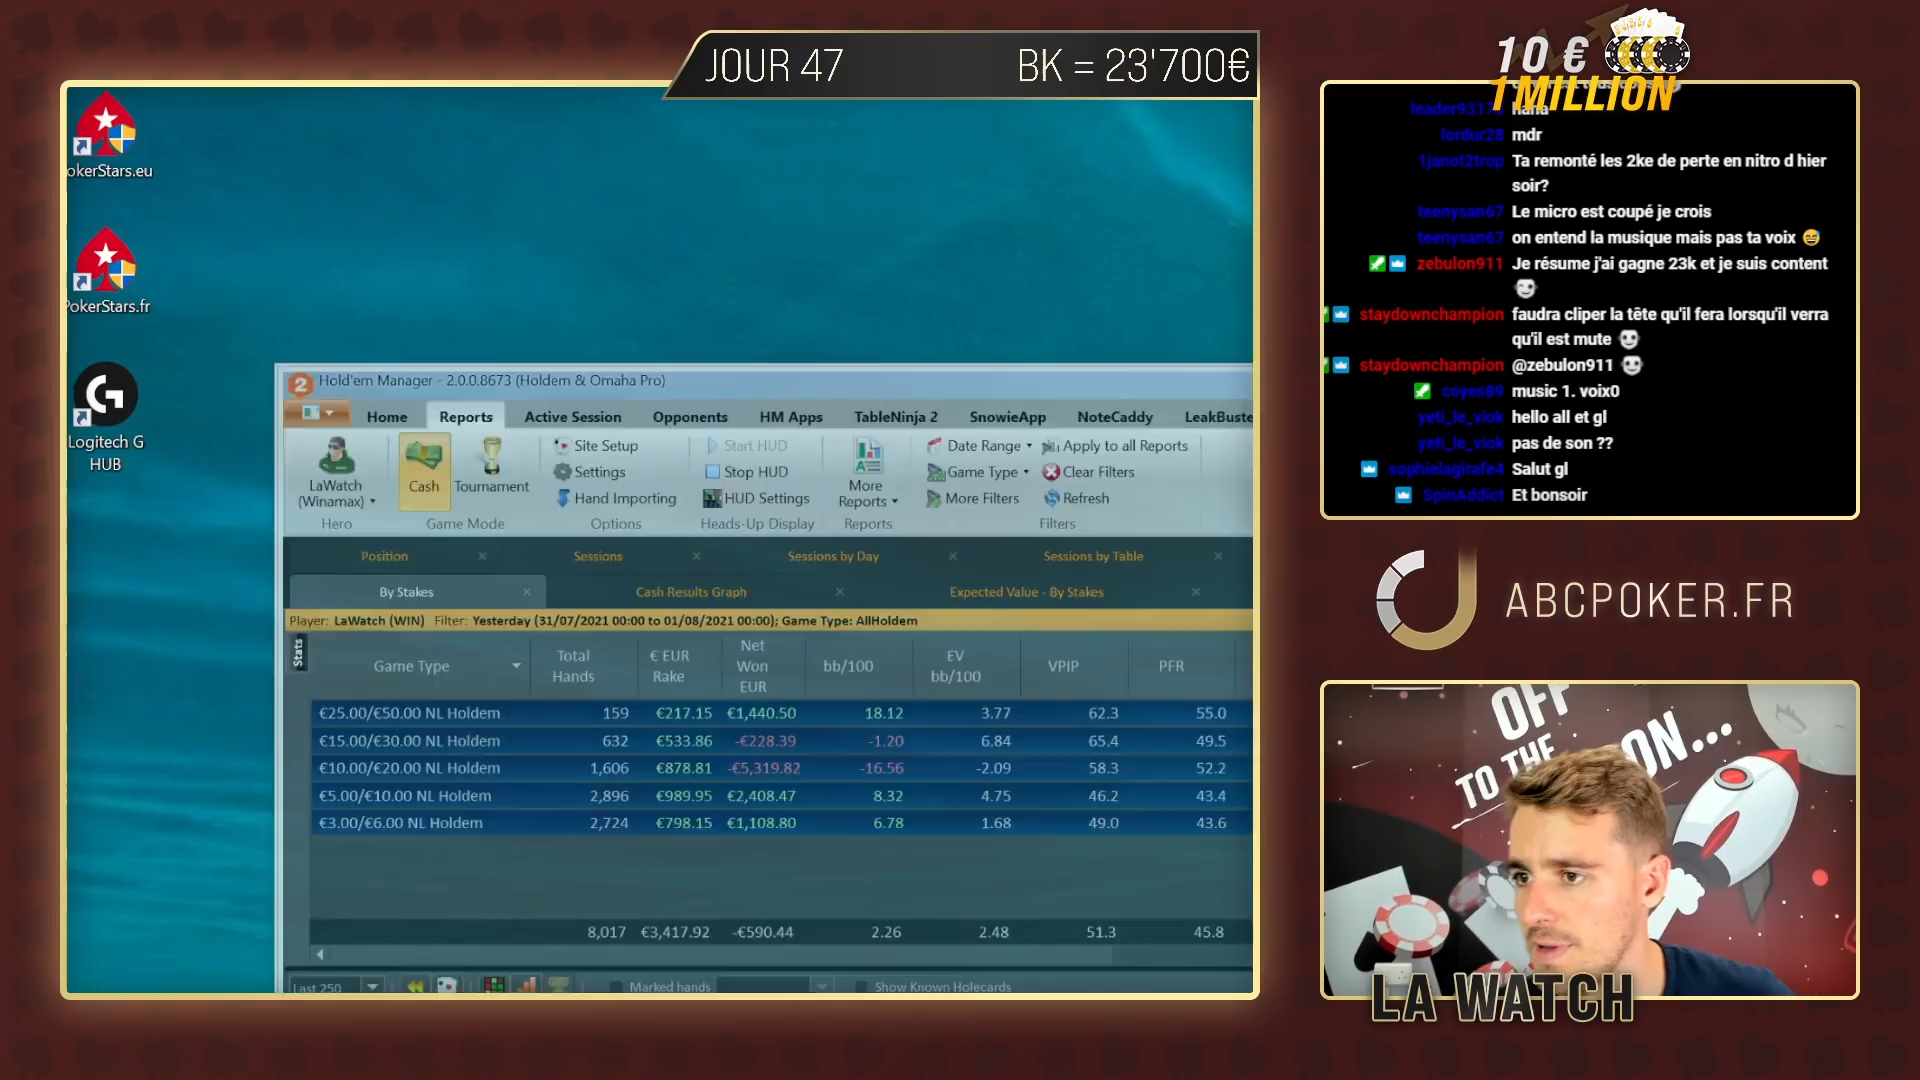 JOUR 47 BK = 23'700€
10 €
1 MILLION
okerStars.eu
PokerStars.fr
Logitech G
HUB
2 Hold'em Manager - 2.0.0.8673 (Holdem & Omaha Pro)
Home Reports Active Session Opponents HM Apps TableNinja 2 SnowieApp NoteCaddy LeakBuste
LaWatch
(Winamax)
Hero
Cash Tournament
Game Mode
Site Setup
Settings
Hand Importing
Options
Start HUD
Stop HUD
HUD Settings
Heads-Up Display
More
Reports
Reports
Date Range Apply to all Reports
Game Type Clear Filters
More Filters Refresh
Filters
Position Sessions Sessions by Day Sessions by Table
By Stakes Cash Results Graph Expected Value - By Stakes
Player: LaWatch (WIN) Filter: Yesterday (31/07/2021 00:00 to 01/08/2021 00:00); Game Type: AllHoldem
Stats
Game Type Total Hands € EUR Rake Net Won EUR bb/100 EV bb/100 VPIP PFR
€25.00/€50.00 NL Holdem 159 €217.15 €1,440.50 18.12 3.77 62.3 55.0
€15.00/€30.00 NL Holdem 632 €533.86 -€228.39 -1.20 6.84 65.4 49.5
€10.00/€20.00 NL Holdem 1,606 €878.81 -€5,319.82 -16.56 -2.09 58.3 52.2
€5.00/€10.00 NL Holdem 2,896 €989.95 €2,408.47 8.32 4.75 46.2 43.4
€3.00/€6.00 NL Holdem 2,724 €798.15 €1,108.80 6.78 1.68 49.0 43.6
8,017 €3,417.92 -€590.44 2.26 2.48 51.3 45.8
Last 250 Marked hands Show Known Holecards
haha
lordur28 mdr
1janot2trop Ta remonté les 2ke de perte en nitro d hier
soir?
teenysan67 Le micro est coupé je crois
teenysan67 on entend la musique mais pas ta voix
zebulon911 Je résume j'ai gagne 23k et je suis content
staydownchampion faudra cliper la tête qu'il fera lorsqu'il verra
qu'il est mute
staydownchampion @zebulon911
coyes89 music 1. voix0
yeti_le_viok hello all et gl
yeti_le_viok pas de son ??
sophielagirafe4 Salut gl
SpinAddict Et bonsoir
ABCPOKER.FR
OFF
TO THE
ON...
LA WATCH